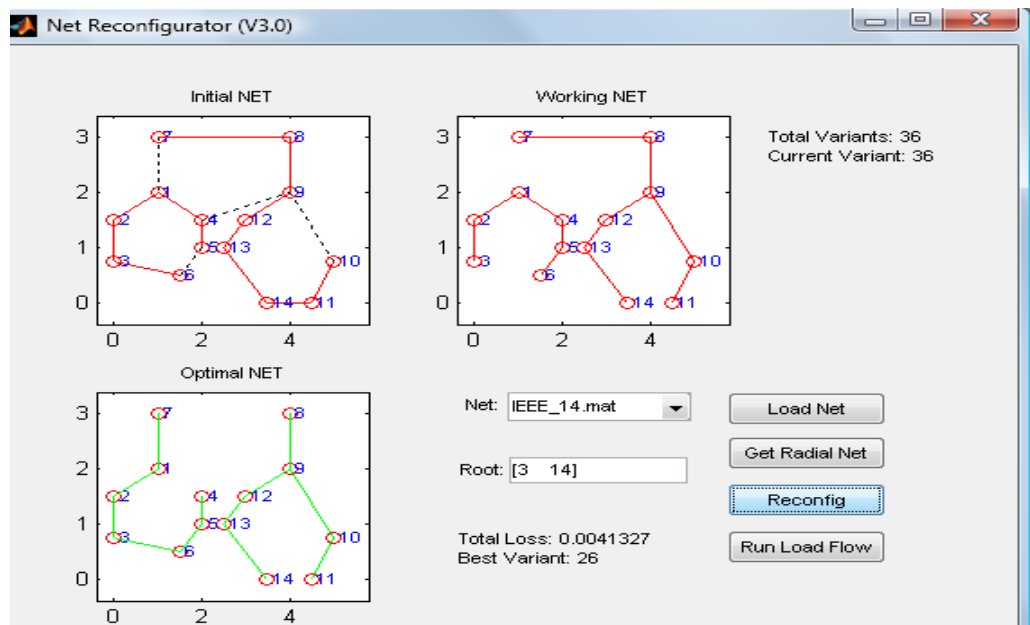 Net Reconfigurator (V3.0)
Initial NET
Working NET
3
2
1
0
0 2 4
7 8
1 9
2 4 12
5 13
3 6 10
14 11
3
2
1
0
0 2 4
7 8
1 9
2 4 12
5 13
3 6 10
14 11
Total Variants: 36
Current Variant: 36
Optimal NET
3
2
1
0
0 2 4
7 8
1 9
2 4 12
5 13
3 6 10
14 11
Net: IEEE_14.mat
Load Net
Get Radial Net
Root: [3 14]
Reconfig
Total Loss: 0.0041327
Best Variant: 26
Run Load Flow